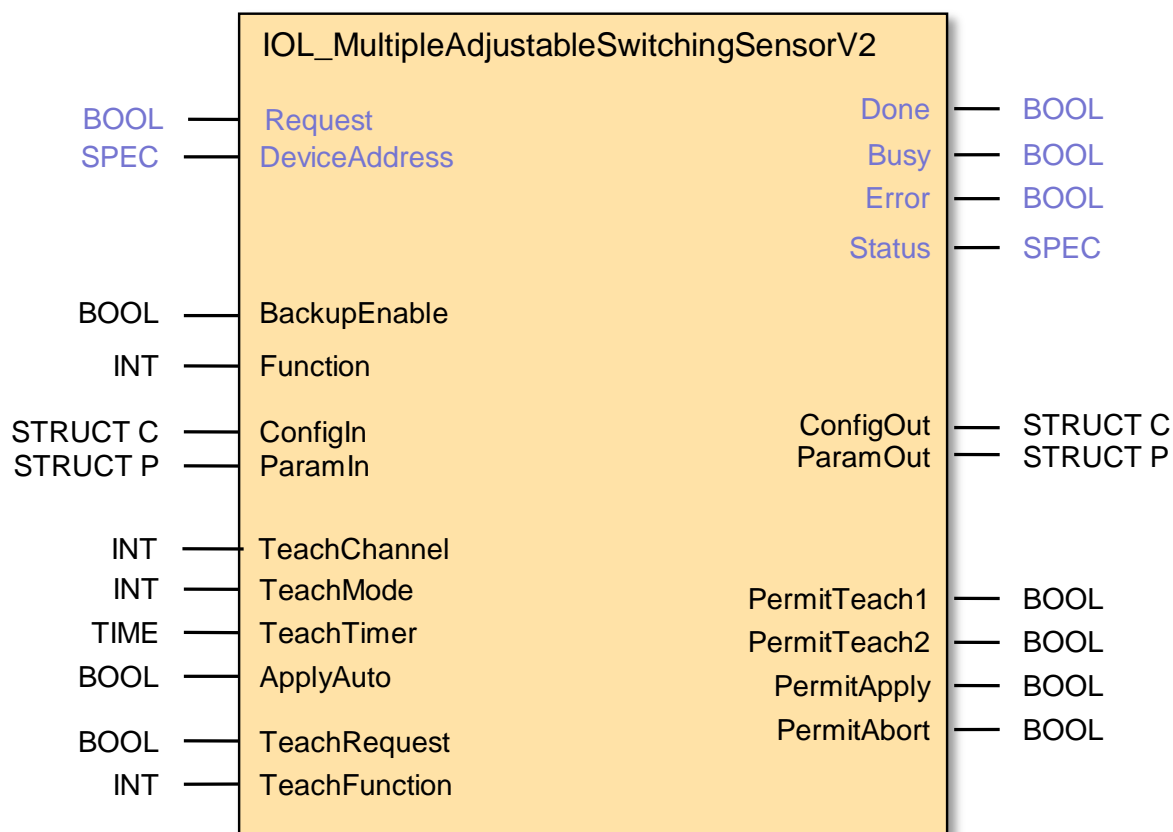 IOL_MultipleAdjustableSwitchingSensorV2
BOOL Request Done BOOL
SPEC DeviceAddress Busy BOOL
Error BOOL
Status SPEC
BOOL BackupEnable
INT Function
STRUCT C ConfigIn ConfigOut STRUCT C
STRUCT P ParamIn ParamOut STRUCT P
INT TeachChannel
INT TeachMode PermitTeach1 BOOL
TIME TeachTimer PermitTeach2 BOOL
BOOL ApplyAuto PermitApply BOOL
BOOL TeachRequest PermitAbort BOOL
INT TeachFunction